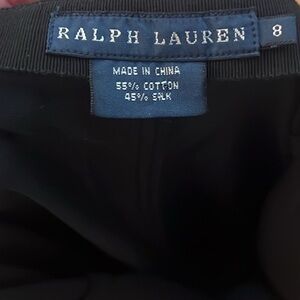 RALPH LAUREN 8
MADE IN CHINA
55% COTTON
45% SILK